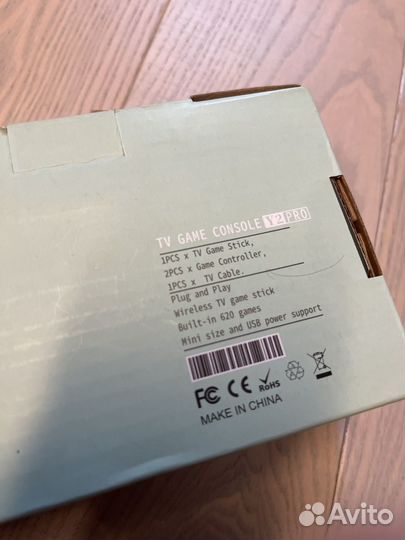 TV GAME CONSOLE Y2 PRO
1PCS x TV Game Stick,
2PCS x Game Controller,
1PCS x TV Cable.
Plug and Play
Wireless TV game stick
Built-in 620 games
Mini size and USB power support
FC CE RoHS
MAKE IN CHINA
Avito